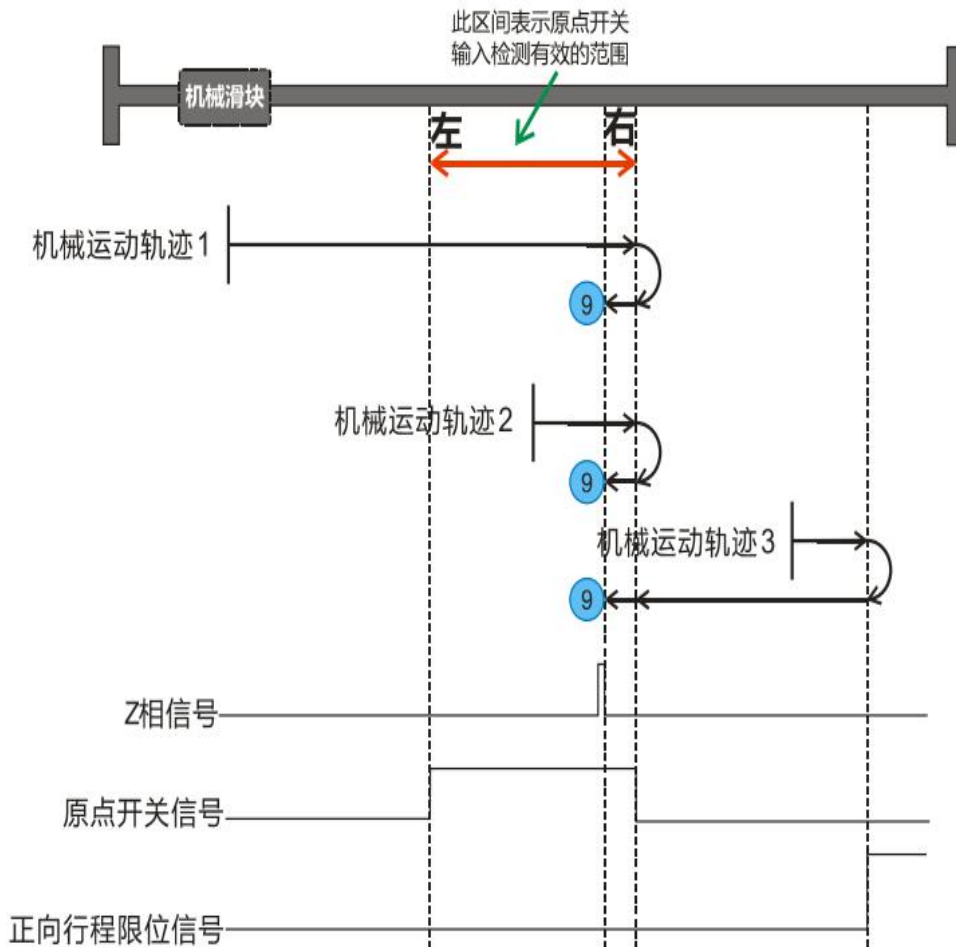 此区间表示原点开关
输入检测有效的范围
机械滑块
左
右
机械运动轨迹1
9
机械运动轨迹2
9
机械运动轨迹3
9
Z相信号
原点开关信号
正向行程限位信号